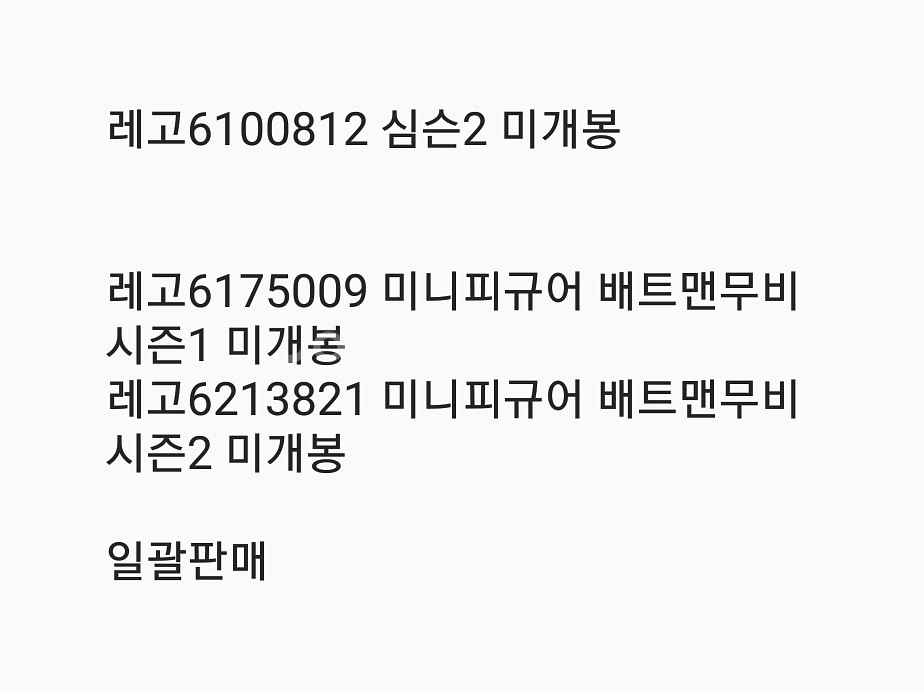 레고6100812 심슨2 미개봉
레고6175009 미니피규어 배트맨무비
시즌1 미개봉
레고6213821 미니피규어 배트맨무비
시즌2 미개봉
일괄판매